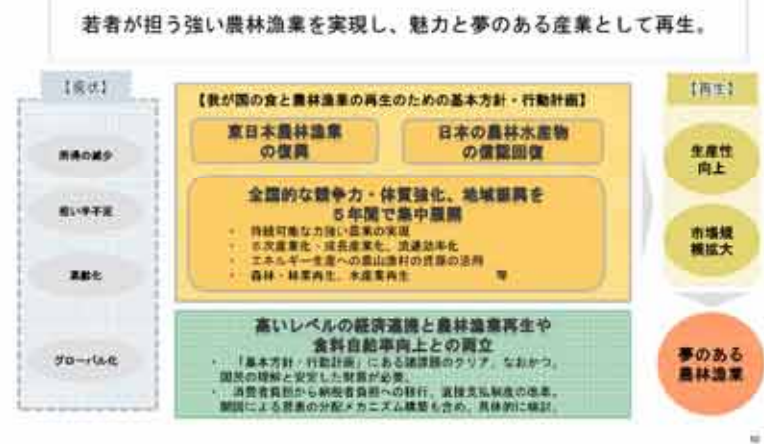 若者が担う強い農林漁業を実現し、魅力と夢のある産業として再生。
【現状】
所得の減少
担い手不足
高齢化
グローバル化
【我が国の食と農林漁業の再生のための基本方針・行動計画】
東日本農林漁業
の復興
日本の農林水産物
の信認回復
全国的な競争力・体質強化、地域振興を
５年間で集中展開
・ 持続可能な力強い農業の実現
・ ６次産業化・成長産業化、流通効率化
・ エネルギー生産への農山漁村の資源の活用
・ 森林・林業再生、水産業再生 等
高いレベルの経済連携と農林漁業再生や
食料自給率向上との両立
・ 「基本方針・行動計画」にある諸課題のクリア、なおかつ、
国民の理解と安定した財源が必要。
・ 消費者負担から納税者負担への移行、直接支払制度の改革、
開国による恩恵の分配メカニズム構築も含め、具体的に検討。
【再生】
生産性
向上
市場規
模拡大
夢のある
農林漁業